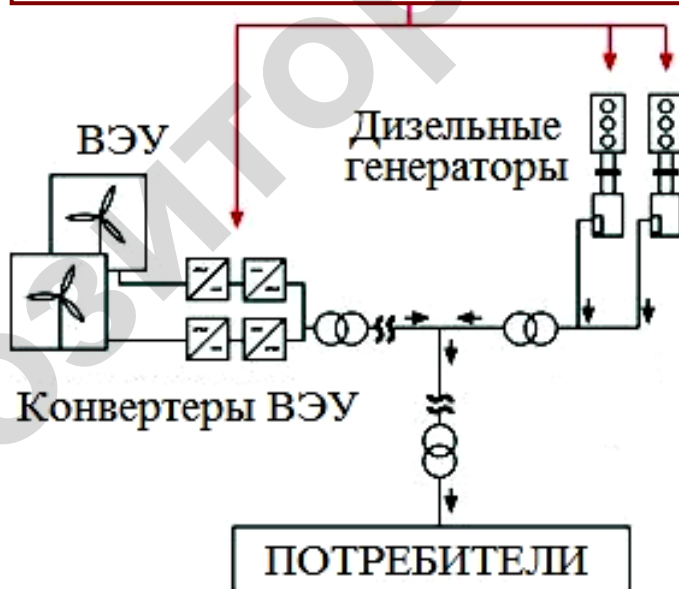 ВЭУ
Дизельные
генераторы
Конвертеры ВЭУ
ПОТРЕБИТЕЛИ